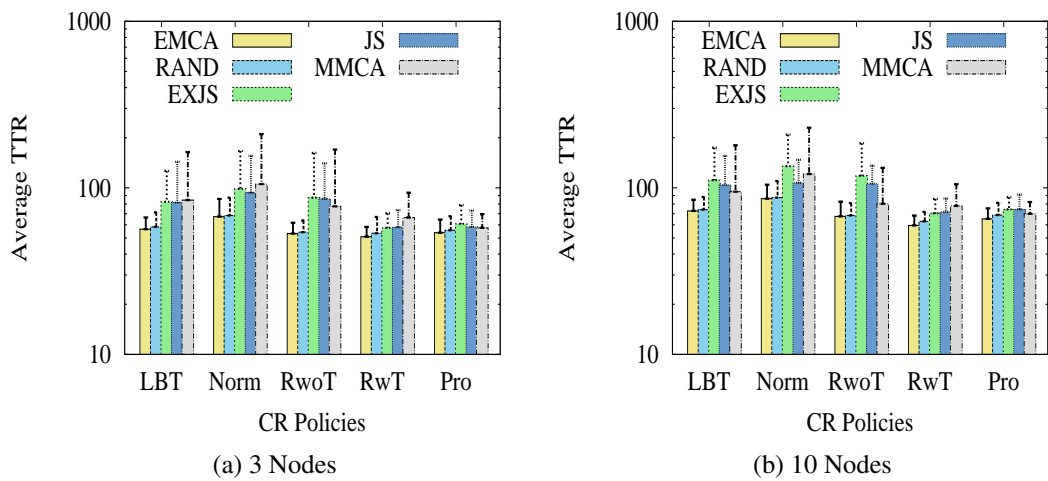 1000
100
10
Average TTR
EMCA
RAND
EXJS
JS
MMCA
LBT Norm RwoT RwT Pro
CR Policies
(a) 3 Nodes
1000
100
10
Average TTR
EMCA
RAND
EXJS
JS
MMCA
LBT Norm RwoT RwT Pro
CR Policies
(b) 10 Nodes